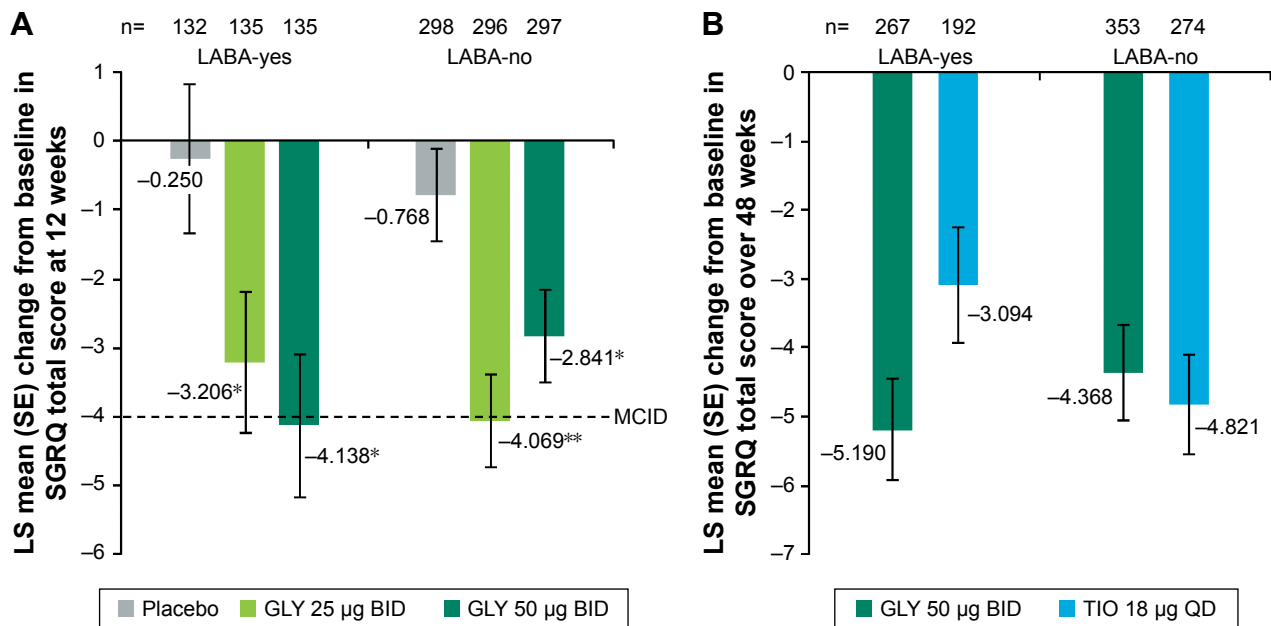 A
n= 132 135 135 298 296 297
LABA-yes LABA-no
LS mean (SE) change from baseline in
SGRQ total score at 12 weeks
1
0
–1
–2
–3
–4
–5
–6
–0.250
–3.206*
–4.138*
–0.768
–4.069**
–2.841*
MCID
Placebo GLY 25 µg BID GLY 50 µg BID
B
n= 267 192 353 274
LABA-yes LABA-no
LS mean (SE) change from baseline in
SGRQ total score over 48 weeks
0
–1
–2
–3
–4
–5
–6
–7
–5.190
–3.094
–4.368
–4.821
GLY 50 µg BID TIO 18 µg QD